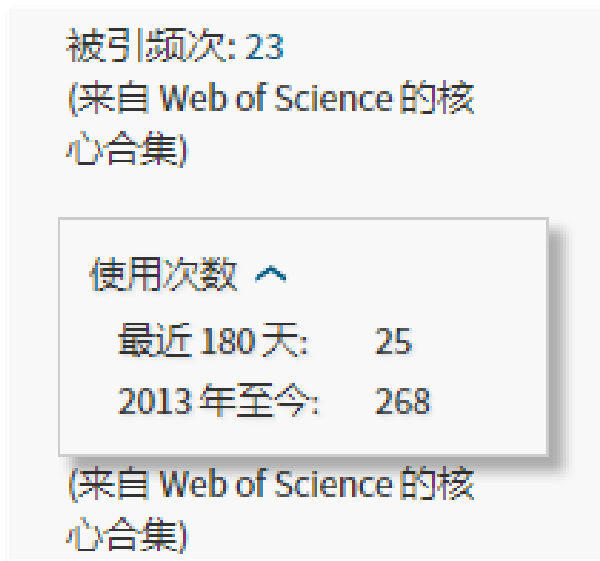 被引频次: 23
(来自 Web of Science 的核
心合集)
使用次数
最近 180 天: 25
2013 年至今: 268
(来自 Web of Science 的核
心合集)